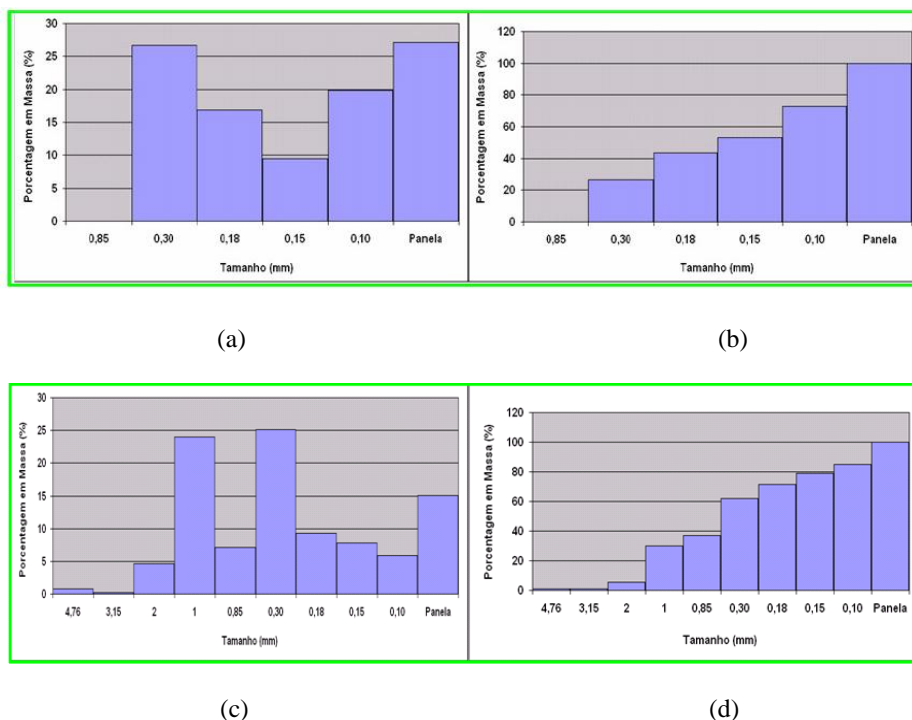 Porcentagem em Massa (%)
30
25
20
15
10
5
0
0,85 0,30 0,18 0,15 0,10 Panela
Tamanho (mm)
Porcentagem em Massa (%)
120
100
80
60
40
20
0
0,85 0,30 0,18 0,15 0,10 Panela
Tamanho (mm)
(a) (b)
Porcentagem em Massa (%)
30
25
20
15
10
5
0
4,76 3,15 2 1 0,85 0,30 0,18 0,15 0,10 Panela
Tamanho (mm)
Porcentagem em Massa (%)
120
100
80
60
40
20
0
4,76 3,15 2 1 0,85 0,30 0,18 0,15 0,10 Panela
Tamanho (mm)
(c) (d)